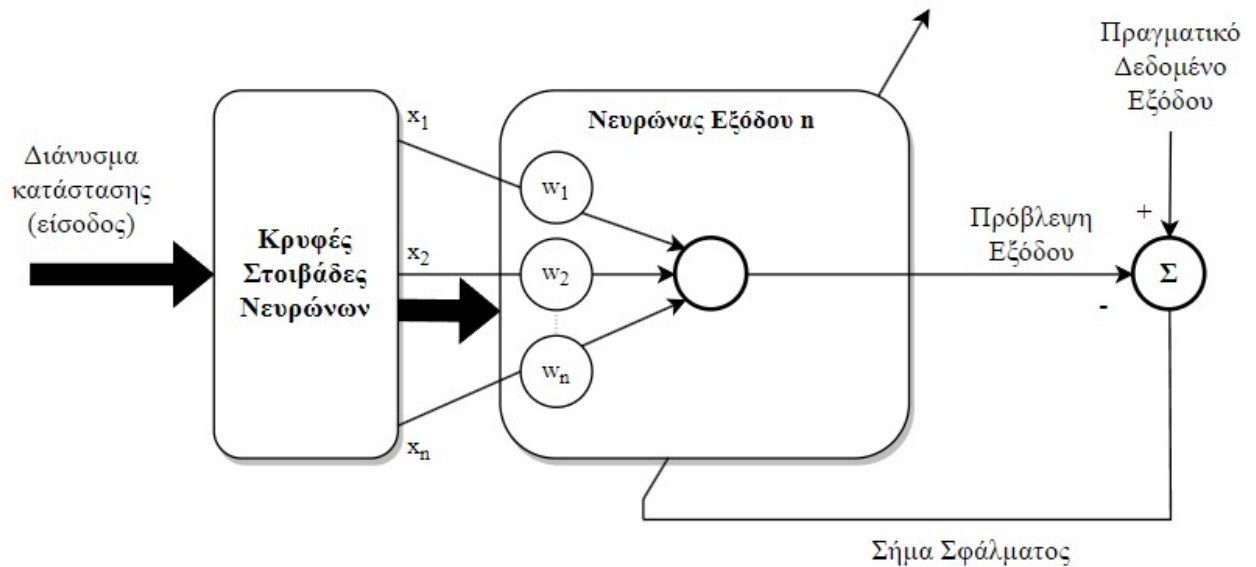 Διάνυσμα
κατάστασης
(είσοδος)
Κρυφές
Στοιβάδες
Νευρώνων
x₁
x₂
xₙ
Νευρώνας Εξόδου n
w₁
w₂
wₙ
Πρόβλεψη
Εξόδου
Πραγματικό
Δεδομένο
Εξόδου
+
-
Σ
Σήμα Σφάλματος